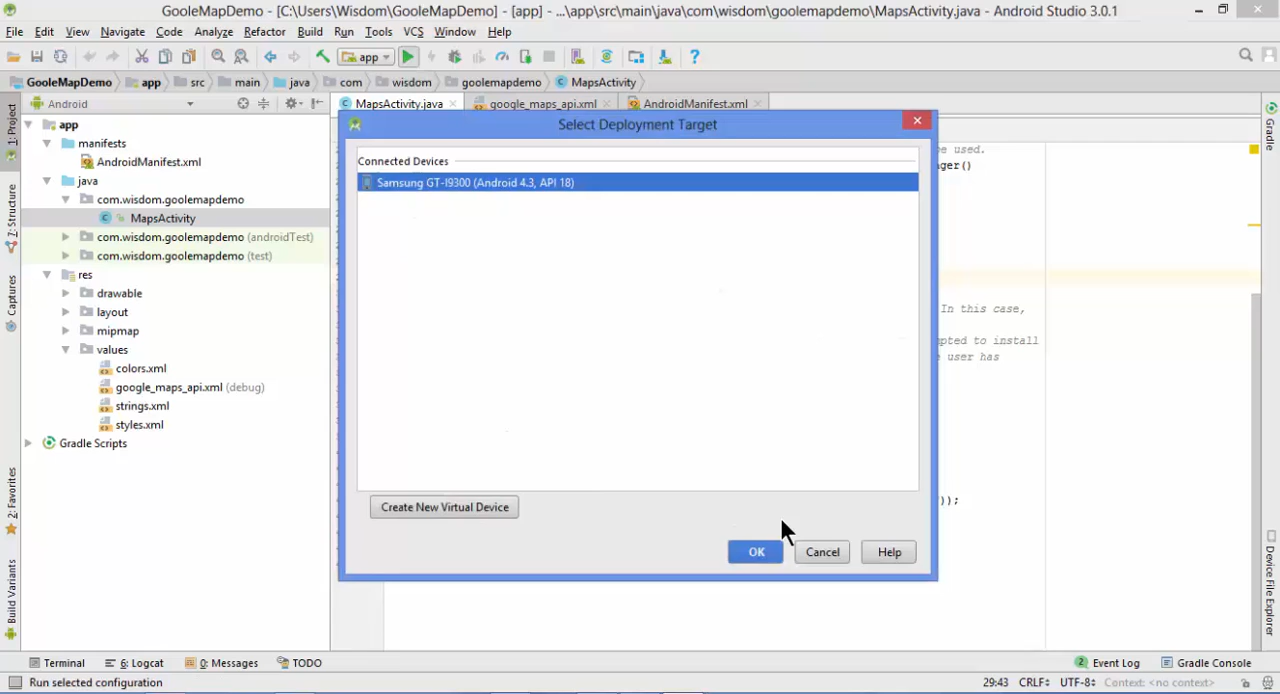 GooleMapDemo - [C:\Users\Wisdom\GooleMapDemo] - [app] - ...\app\src\main\java\com\wisdom\goolemapdemo\MapsActivity.java - Android Studio 3.0.1
File Edit View Navigate Code Analyze Refactor Build Run Tools VCS Window Help
app
GooleMapDemo app src main java com wisdom goolemapdemo MapsActivity
1: Project
Android
MapsActivity.java google_maps_api.xml AndroidManifest.xml
Gradle
app
manifests
AndroidManifest.xml
java
com.wisdom.goolemapdemo
MapsActivity
com.wisdom.goolemapdemo (androidTest)
com.wisdom.goolemapdemo (test)
res
drawable
layout
mipmap
values
colors.xml
google_maps_api.xml (debug)
strings.xml
styles.xml
Gradle Scripts
7: Structure
Captures
2: Favorites
Build Variants
Select Deployment Target
Connected Devices
Samsung GT-I9300 (Android 4.3, API 18)
Create New Virtual Device
OK Cancel Help
e used.
ger()
In this case,
pted to install
user has
));
Device File Explorer
Terminal 6: Logcat 0: Messages TODO 2 Event Log Gradle Console
Run selected configuration 29:43 CRLF UTF-8 Context: <no context>